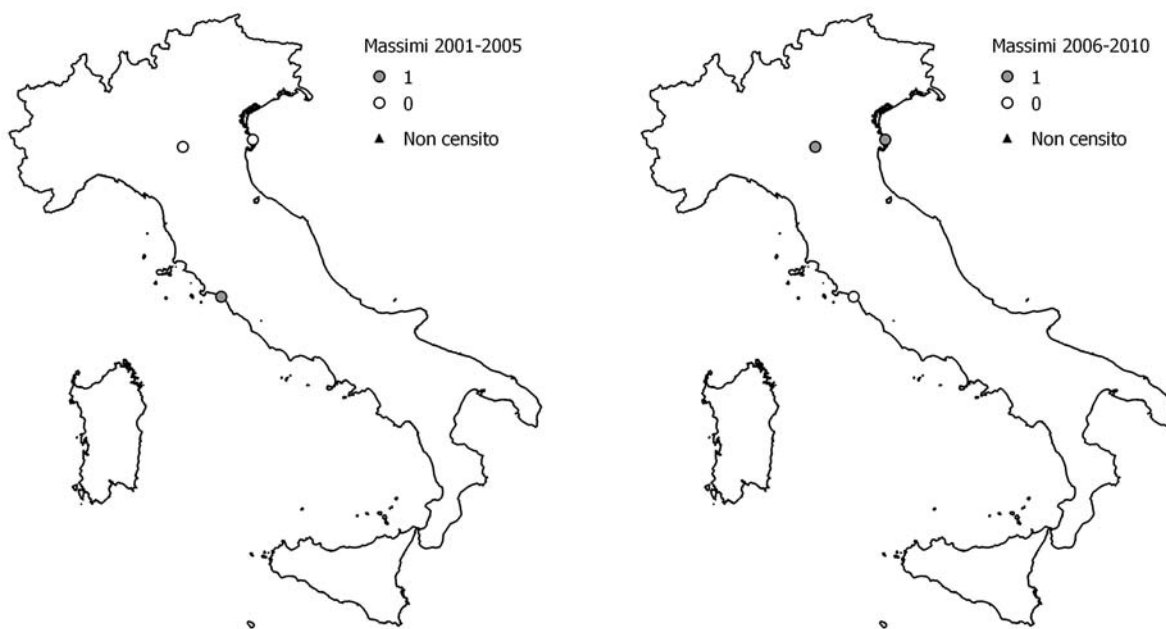 Massimi 2001-2005
1
0
Non censito
Massimi 2006-2010
1
0
Non censito